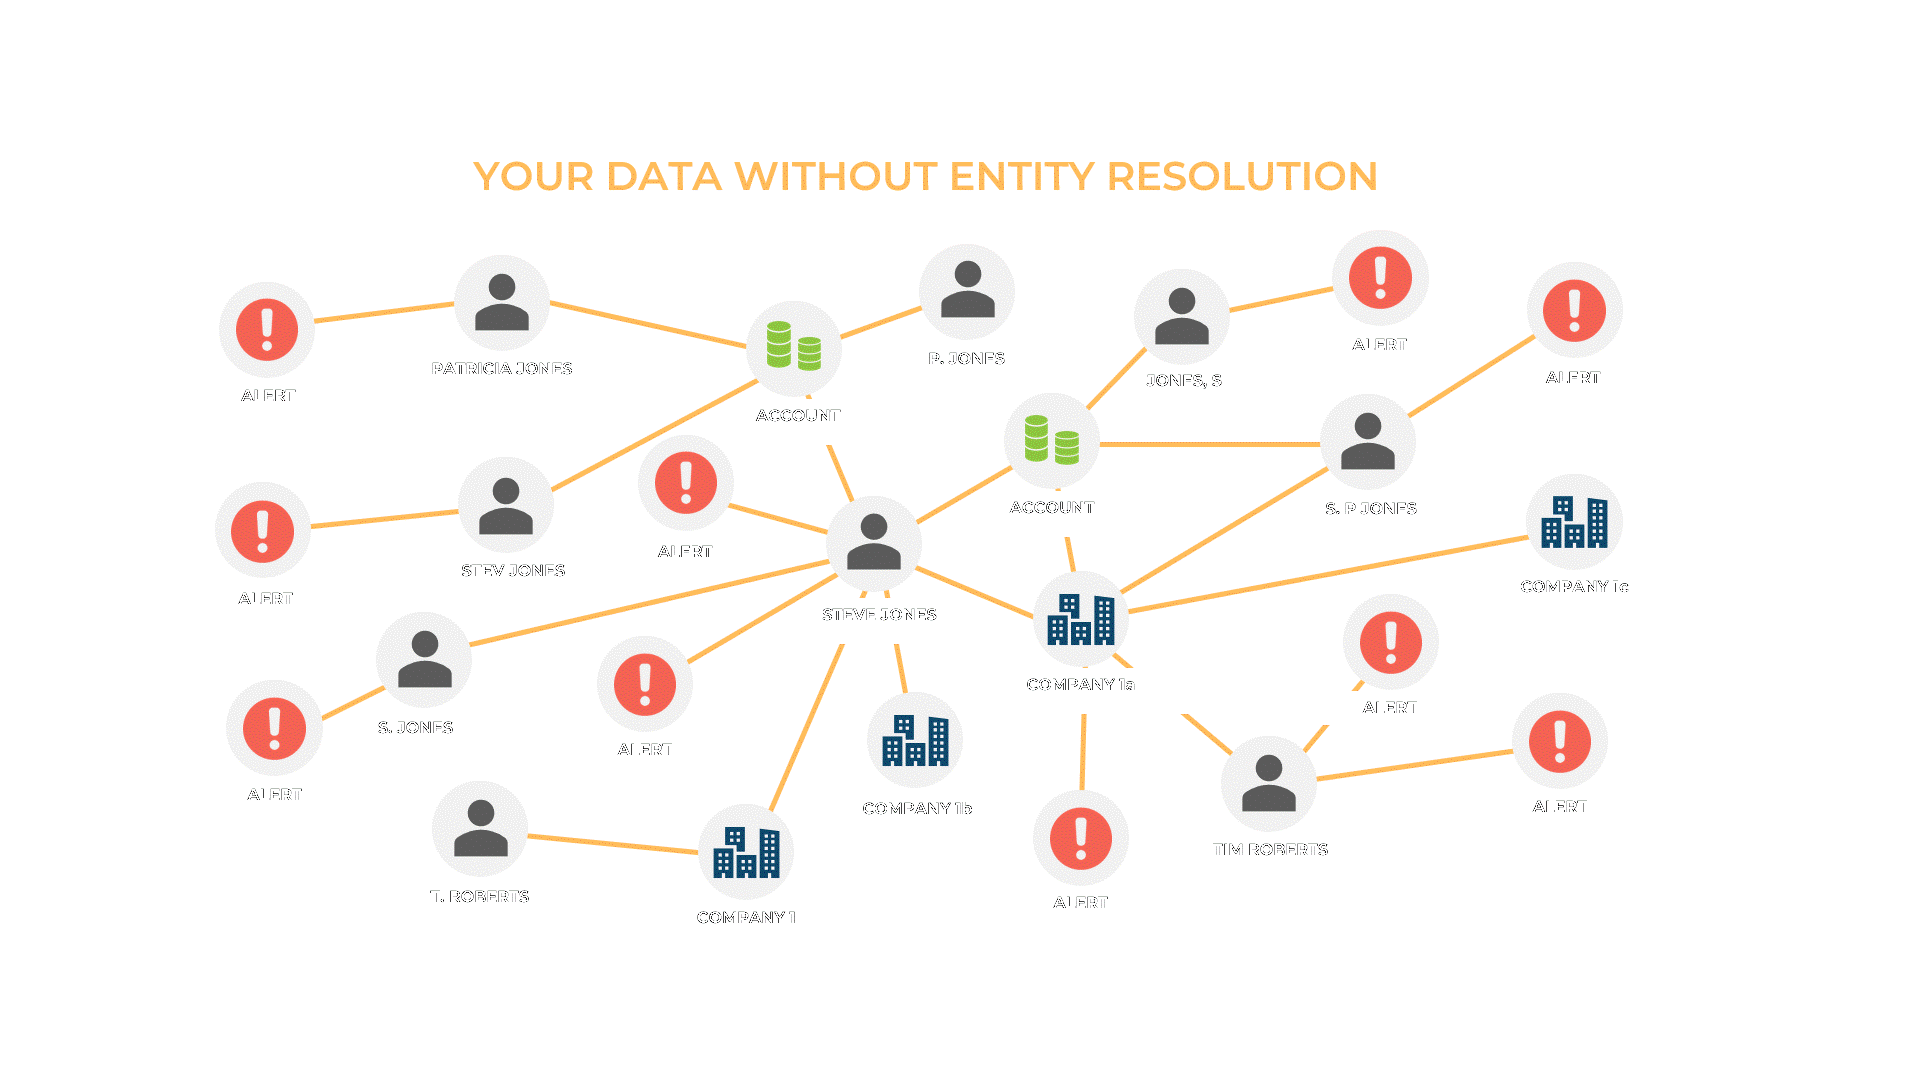 YOUR DATA WITHOUT ENTITY RESOLUTION
P. JONES
ALERT
PATRICIA JONES
JONES, S
ALERT
ALERT
ACCOUNT
ACCOUNT
S. P JONES
ALERT
STEV JONES
COMPANY 1c
ALERT
STEVE JONES
COMPANY 1a
ALERT
S. JONES
ALERT
ALERT
COMPANY 1b
ALERT
TIM ROBERTS
T. ROBERTS
ALERT
COMPANY 1